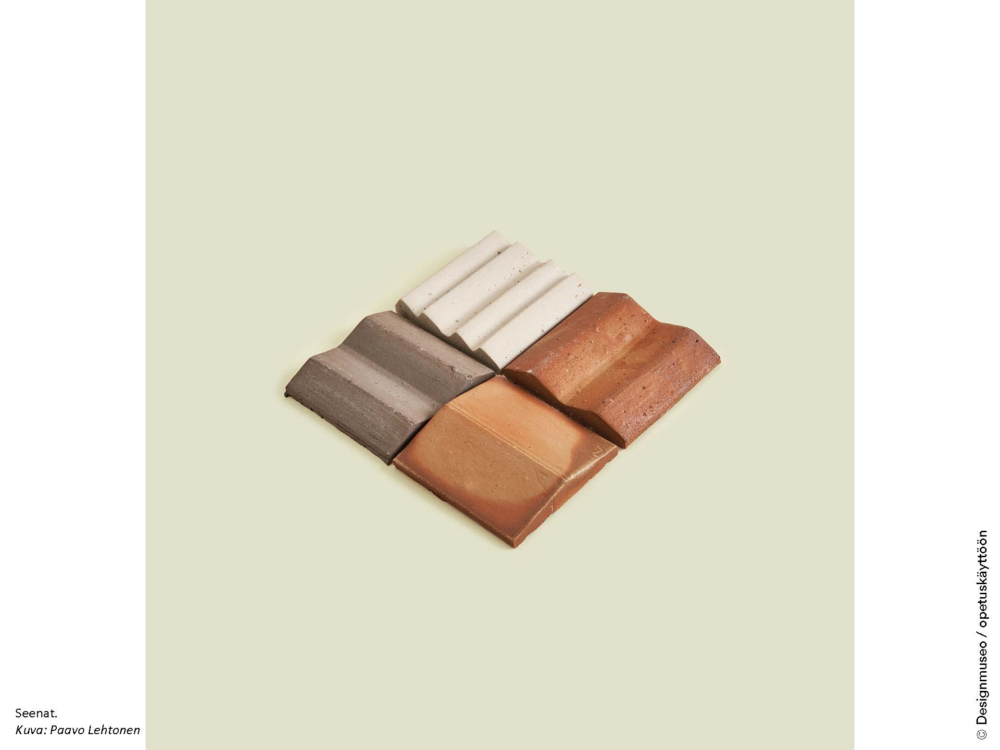 Seenat.
Kuva: Paavo Lehtonen
© Designmuseo / opetuskäyttöön